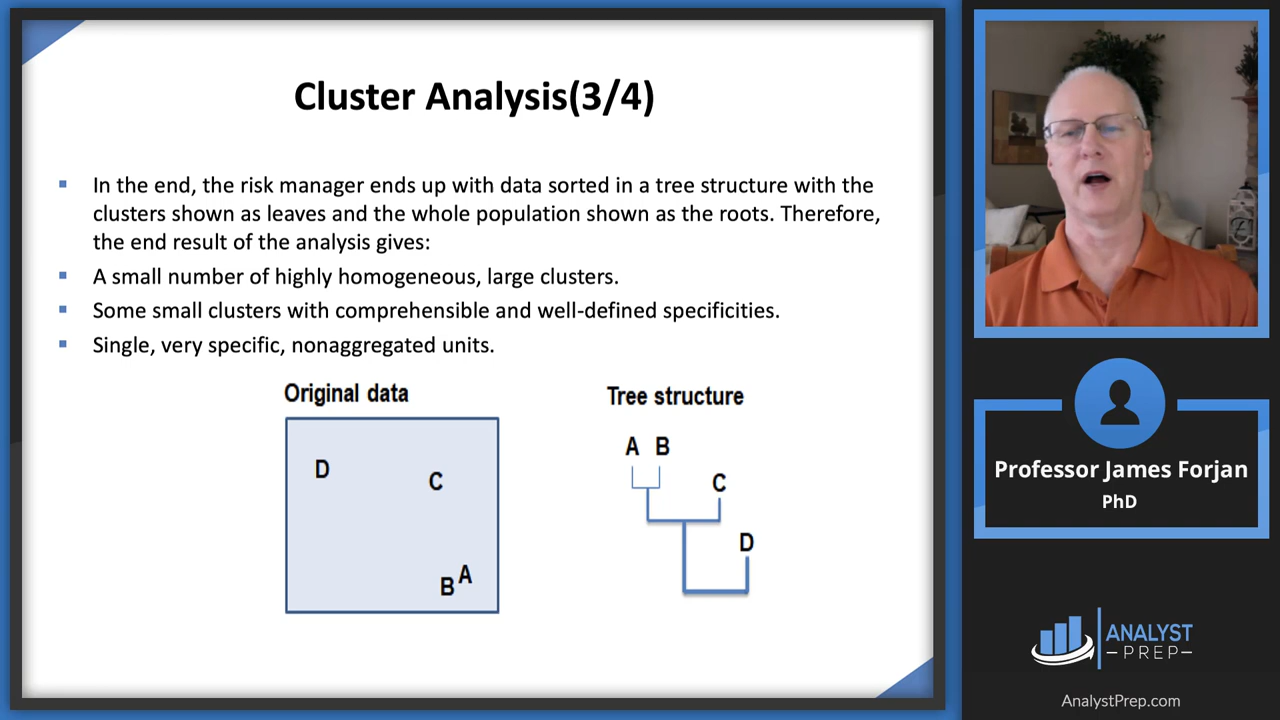 Cluster Analysis(3/4)
In the end, the risk manager ends up with data sorted in a tree structure with the
clusters shown as leaves and the whole population shown as the roots. Therefore,
the end result of the analysis gives:
A small number of highly homogeneous, large clusters.
Some small clusters with comprehensible and well-defined specificities.
Single, very specific, nonaggregated units.
Original data
D
C
B A
Tree structure
A B
C
D
Professor James Forjan
PhD
ANALYST
PREP
AnalystPrep.com